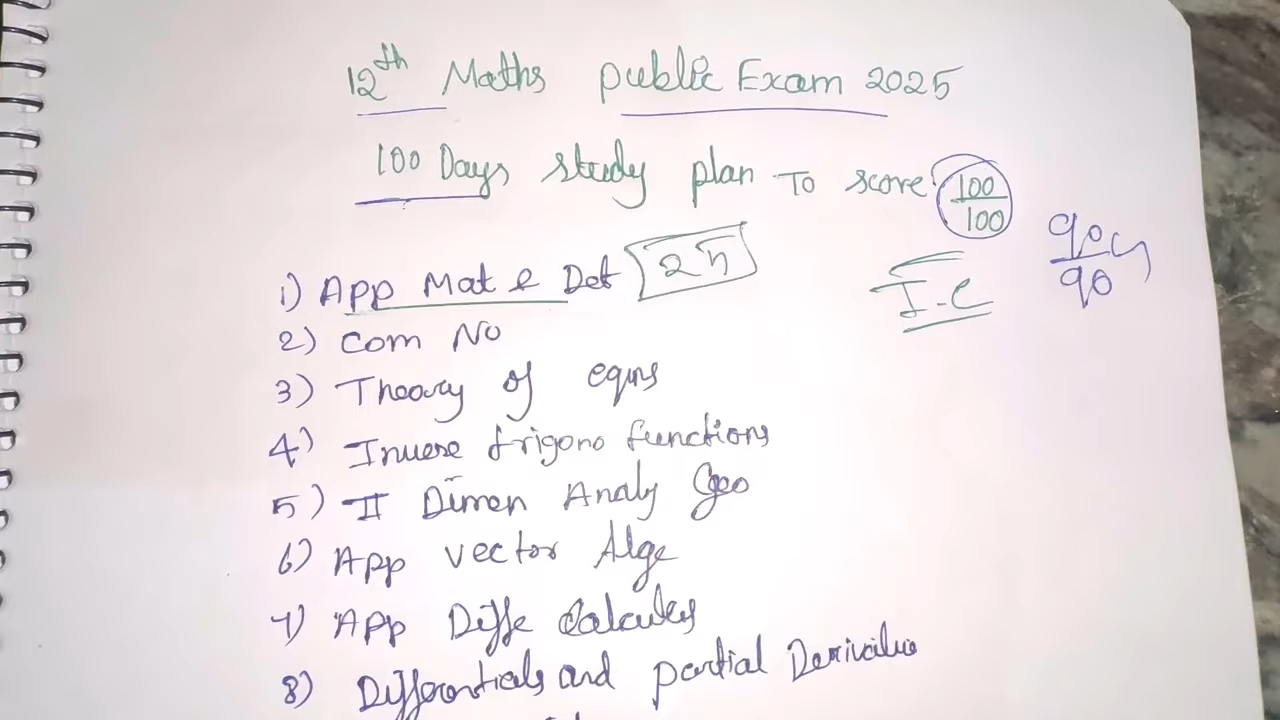 12th Maths public Exam 2025
100 Days study plan To score 100/100
90/90
I-C
1) App Mat & Det
2) Com No
3) Theory of eqns
4) Inverse trigono functions
5) II Dimen Analy Geo
6) App vector Alge
7) App Diffe Calculus
8) Differentials and partial Derivative